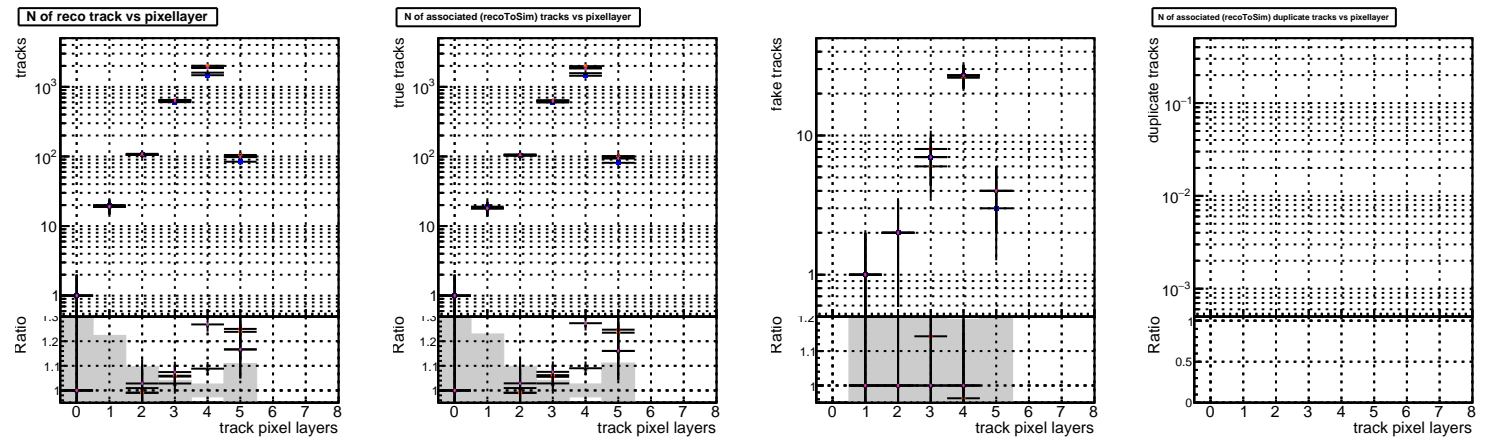 N of reco track vs pixellayer
tracks
10³
10²
10
1
Ratio
1.3
1.2
1.1
1
0 1 2 3 4 5 6 7 8
track pixel layers
N of associated (recoToSim) tracks vs pixellayer
true tracks
10³
10²
10
1
Ratio
1.3
1.2
1.1
1
0 1 2 3 4 5 6 7 8
track pixel layers
fake tracks
10
1
Ratio
1.2
1.1
1
0 1 2 3 4 5 6 7 8
track pixel layers
N of associated (recoToSim) duplicate tracks vs pixellayer
duplicate tracks
10⁻¹
10⁻²
10⁻³
Ratio
1
0.5
0
0 1 2 3 4 5 6 7 8
track pixel layers